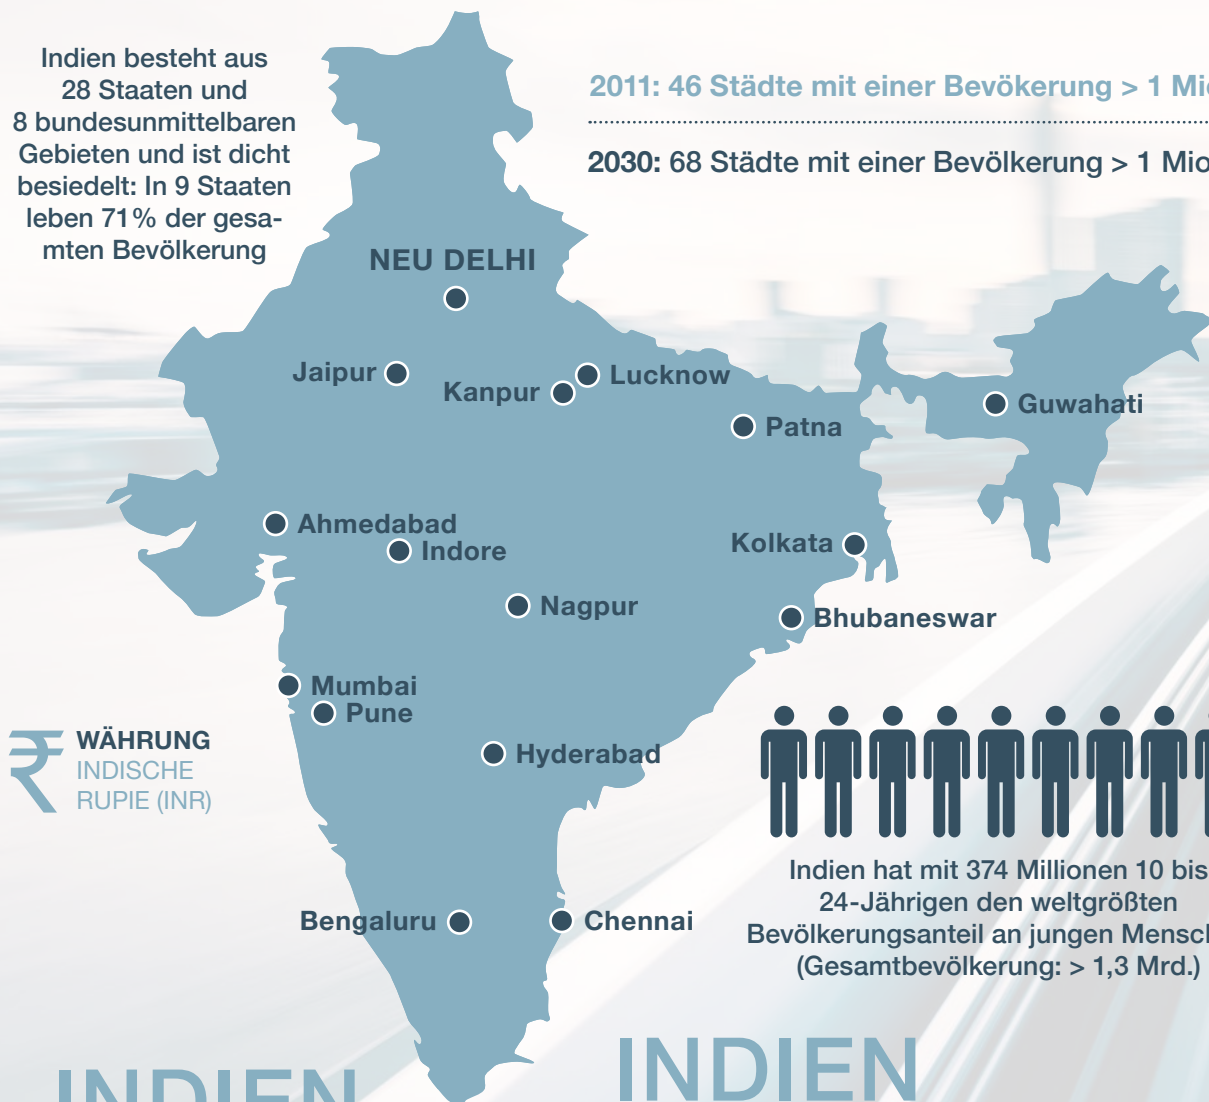 Indien besteht aus
28 Staaten und
8 bundesunmittelbaren
Gebieten und ist dicht
besiedelt: In 9 Staaten
leben 71% der gesa-
mten Bevölkerung
2011: 46 Städte mit einer Bevökerung > 1 Mio
2030: 68 Städte mit einer Bevölkerung > 1 Mio
NEU DELHI
Jaipur
Kanpur
Lucknow
Patna
Guwahati
Ahmedabad
Indore
Kolkata
Nagpur
Bhubaneswar
Mumbai
Pune
Hyderabad
₹ WÄHRUNG
INDISCHE
RUPIE (INR)
Bengaluru
Chennai
Indien hat mit 374 Millionen 10 bis
24-Jährigen den weltgrößten
Bevölkerungsanteil an jungen Mensch
(Gesamtbevölkerung: > 1,3 Mrd.)
INDIEN
INDIEN